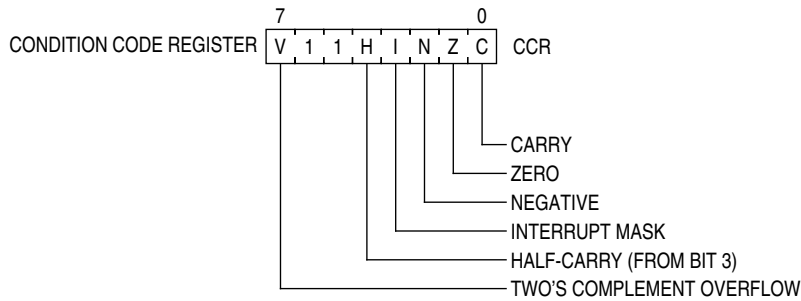 7 0
CONDITION CODE REGISTER V 1 1 H I N Z C CCR
CARRY
ZERO
NEGATIVE
INTERRUPT MASK
HALF-CARRY (FROM BIT 3)
TWO'S COMPLEMENT OVERFLOW